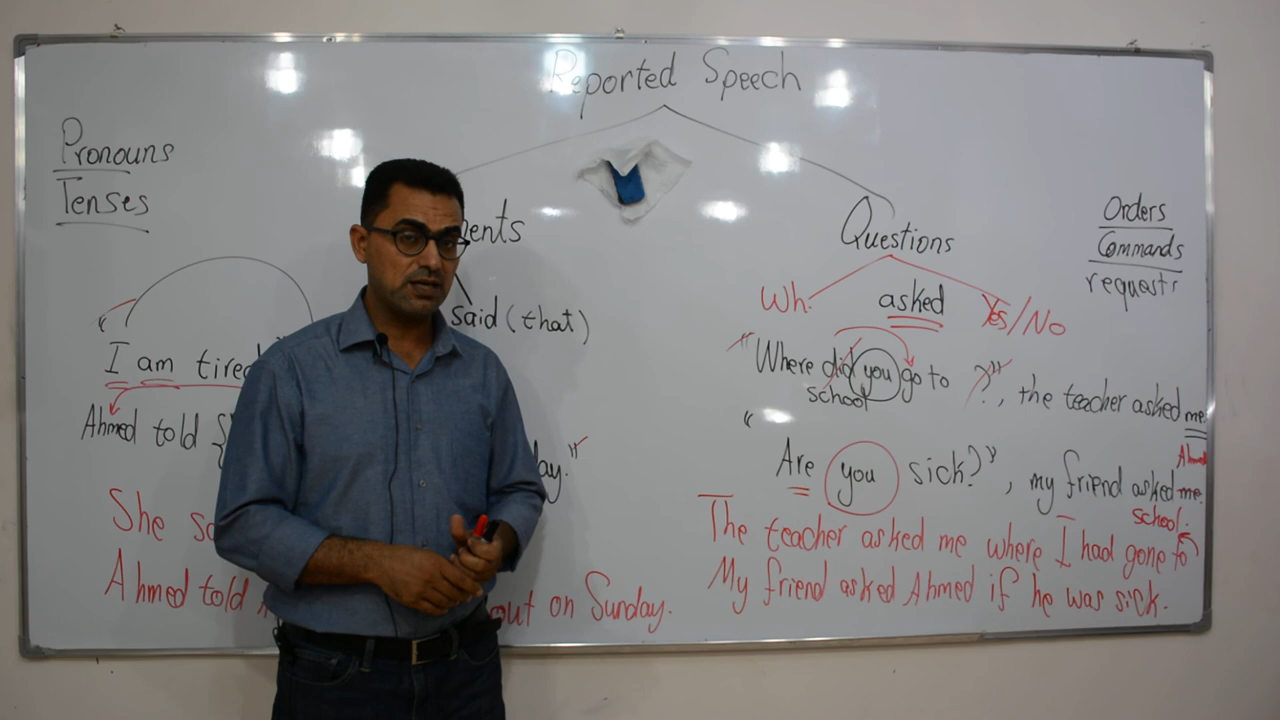 Reported Speech
Pronouns
Tenses
said (that)
"I am tired
Ahmed told {
day."
She
Ahmed told
out on Sunday.
Questions
Wh. asked Yes/No
"Where did you go to school ?", the teacher asked me
"Are you sick?", my friend asked me.
Ahmed
The teacher asked me where I had gone to school.
My friend asked Ahmed if he was sick.
Orders
Commands
requests